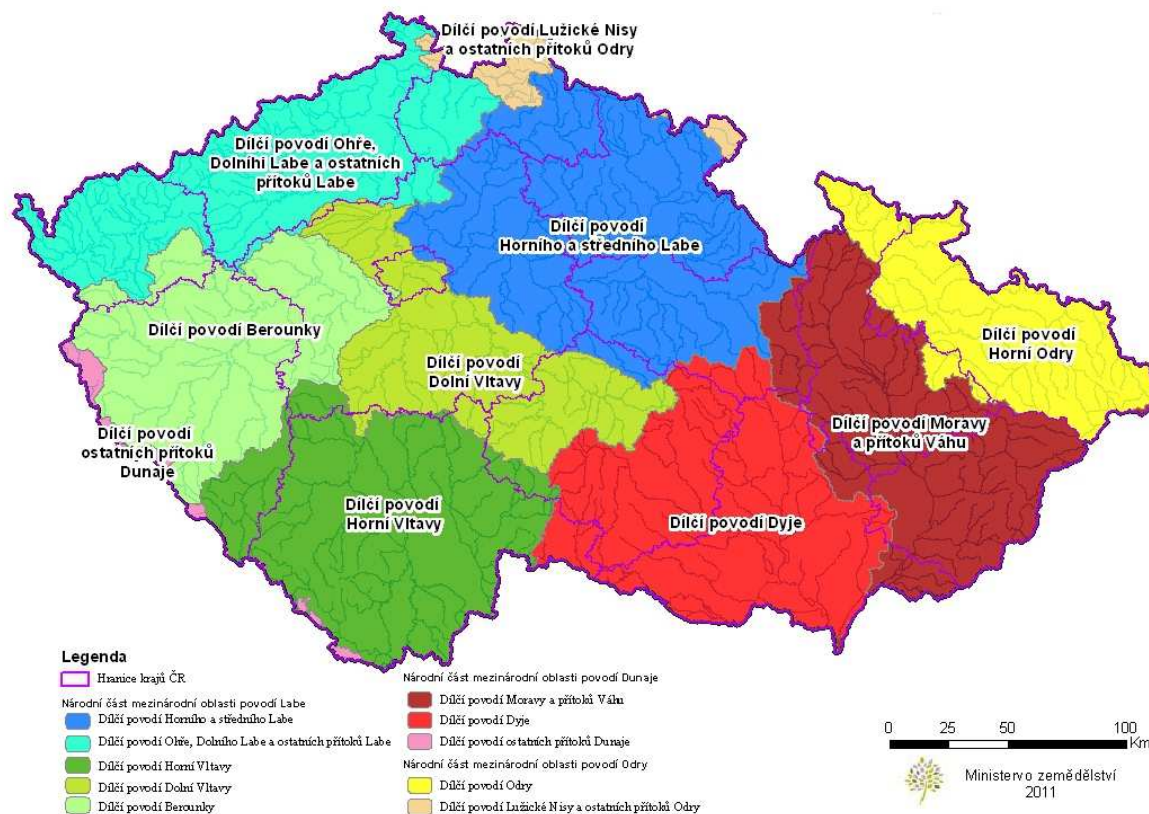 Dílčí povodí Lužické Nisy
a ostatních přítoků Odry
Dílčí povodí Ohře,
Dolního Labe a ostatních
přítoků Labe
Dílčí povodí
Horního a středního Labe
Dílčí povodí Berounky
Dílčí povodí
Dolní Vltavy
Dílčí povodí
Horní Odry
Dílčí povodí
ostatních přítoků
Dunaje
Dílčí povodí Moravy
a přítoků Váhu
Dílčí povodí
Horní Vltavy
Dílčí povodí Dyje
Legenda
Hranice krajů ČR
Národní část mezinárodní oblasti povodí Labe
Dílčí povodí Horního a středního Labe
Dílčí povodí Ohře, Dolního Labe a ostatních přítoků Labe
Dílčí povodí Horní Vltavy
Dílčí povodí Dolní Vltavy
Dílčí povodí Berounky
Národní část mezinárodní oblasti povodí Dunaje
Dílčí povodí Moravy a přítoků Váhu
Dílčí povodí Dyje
Dílčí povodí ostatních přítoků Dunaje
Národní část mezinárodní oblasti povodí Odry
Dílčí povodí Odry
Dílčí povodí Lužické Nisy a ostatních přítoků Odry
0 25 50 100
Km
Ministerstvo zemědělství
2011